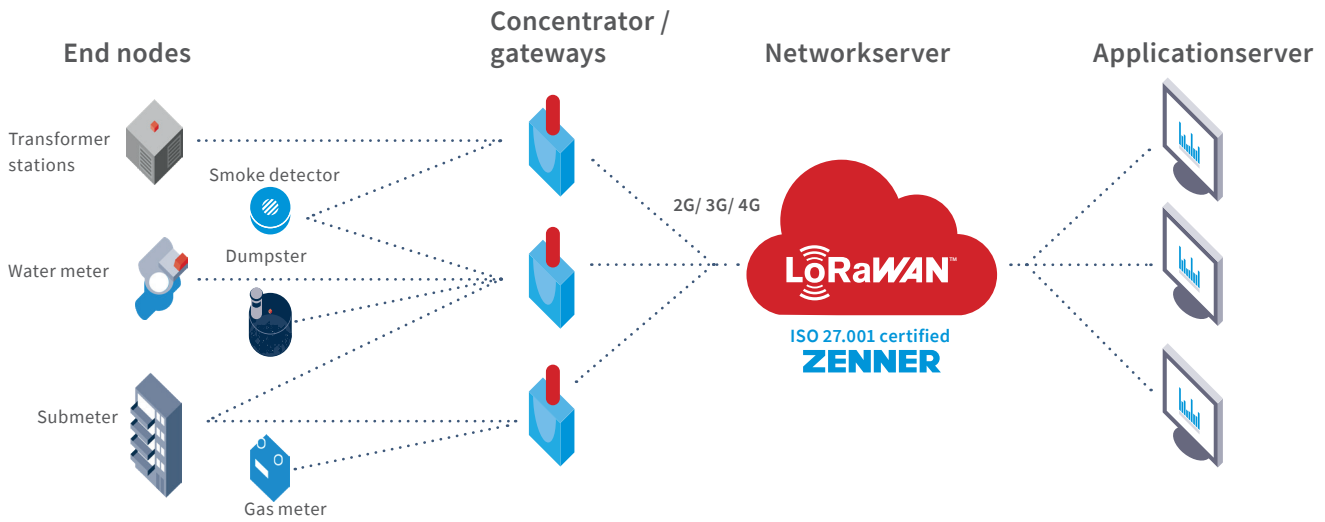 End nodes
Concentrator /
gateways
Networkserver
Applicationserver
Transformer
stations
Smoke detector
Water meter
Dumpster
Submeter
Gas meter
2G/ 3G/ 4G
LoRaWAN™
ISO 27.001 certified
ZENNER